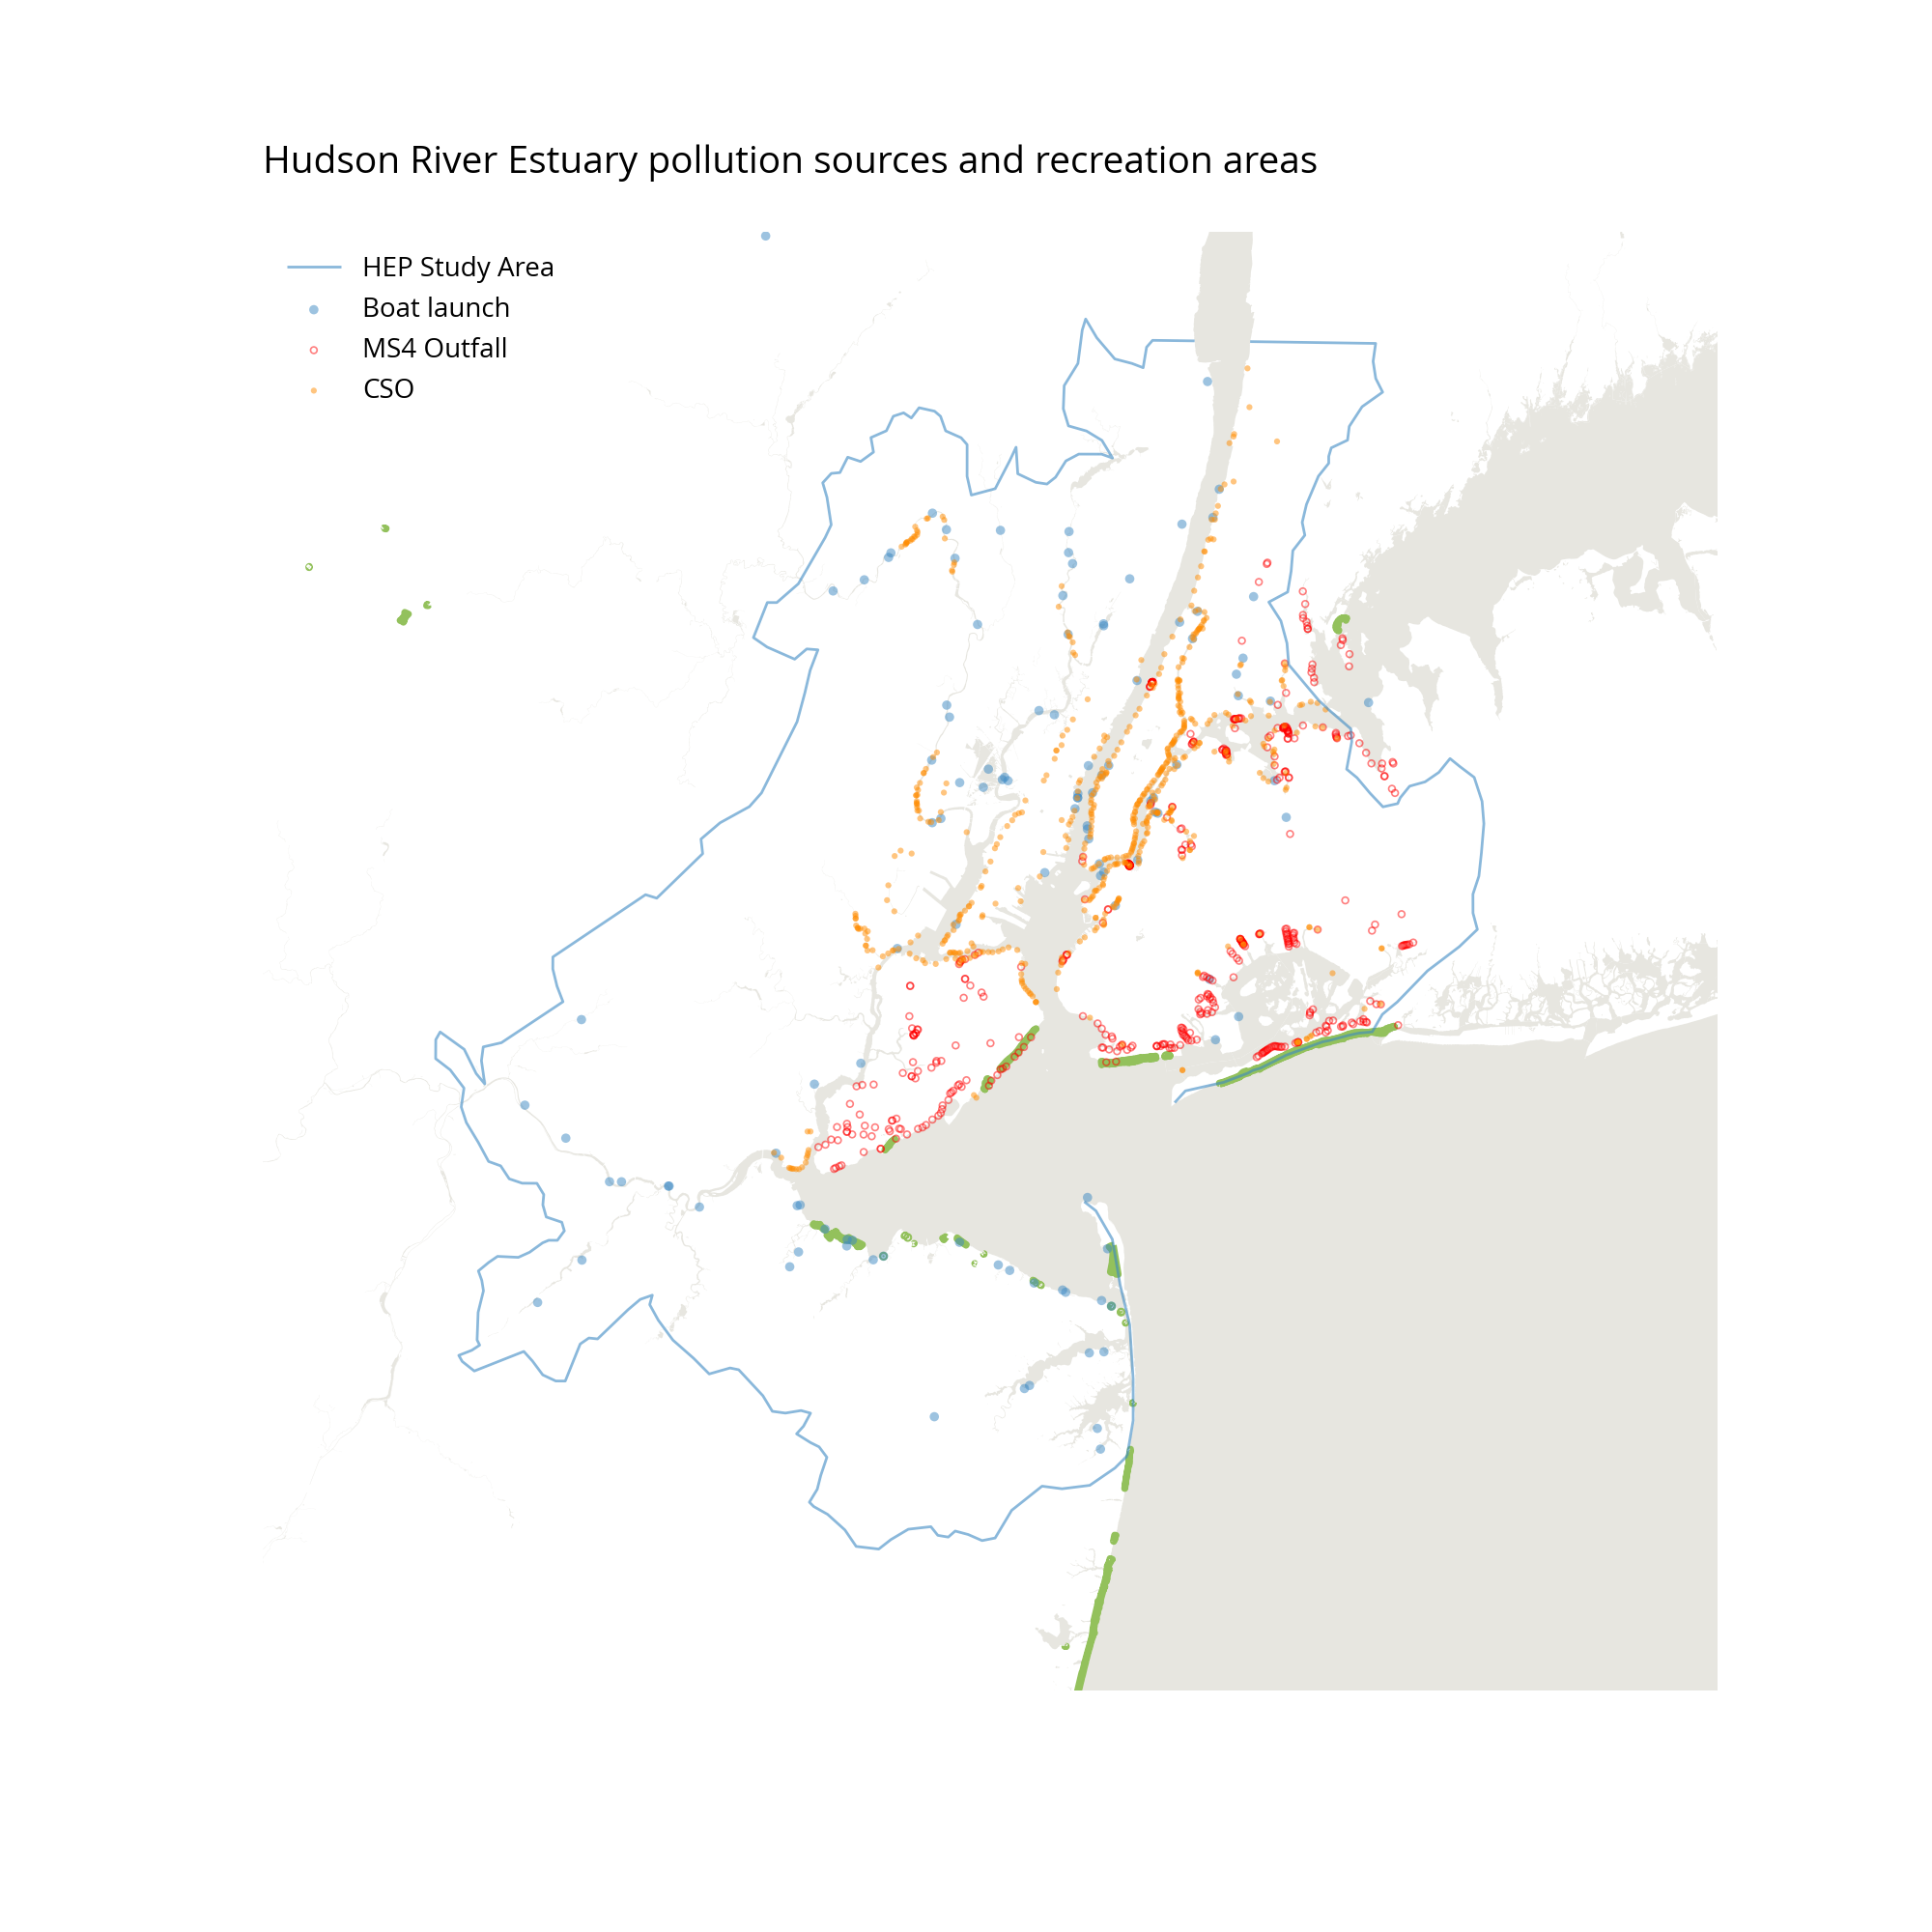 Hudson River Estuary pollution sources and recreation areas
HEP Study Area
Boat launch
MS4 Outfall
CSO